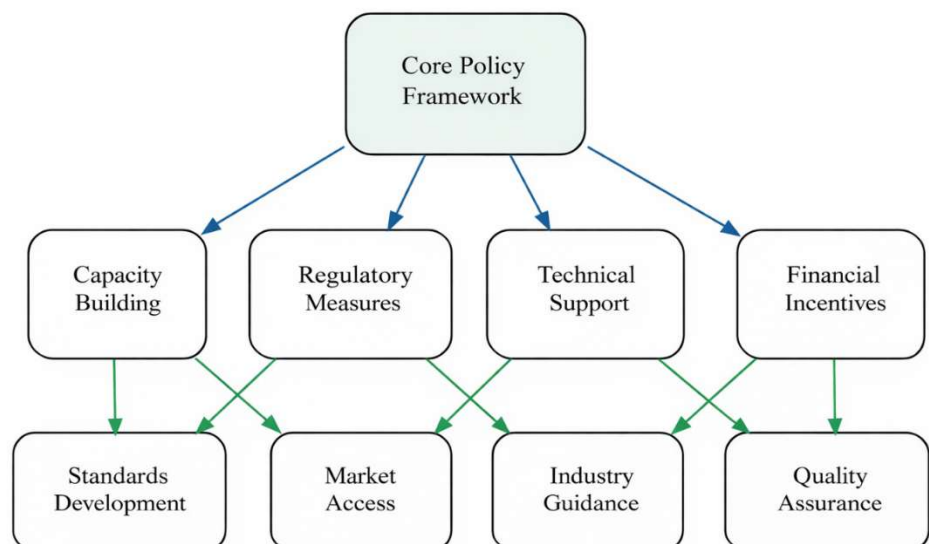 Core Policy
Framework
Capacity
Building
Regulatory
Measures
Technical
Support
Financial
Incentives
Standards
Development
Market
Access
Industry
Guidance
Quality
Assurance